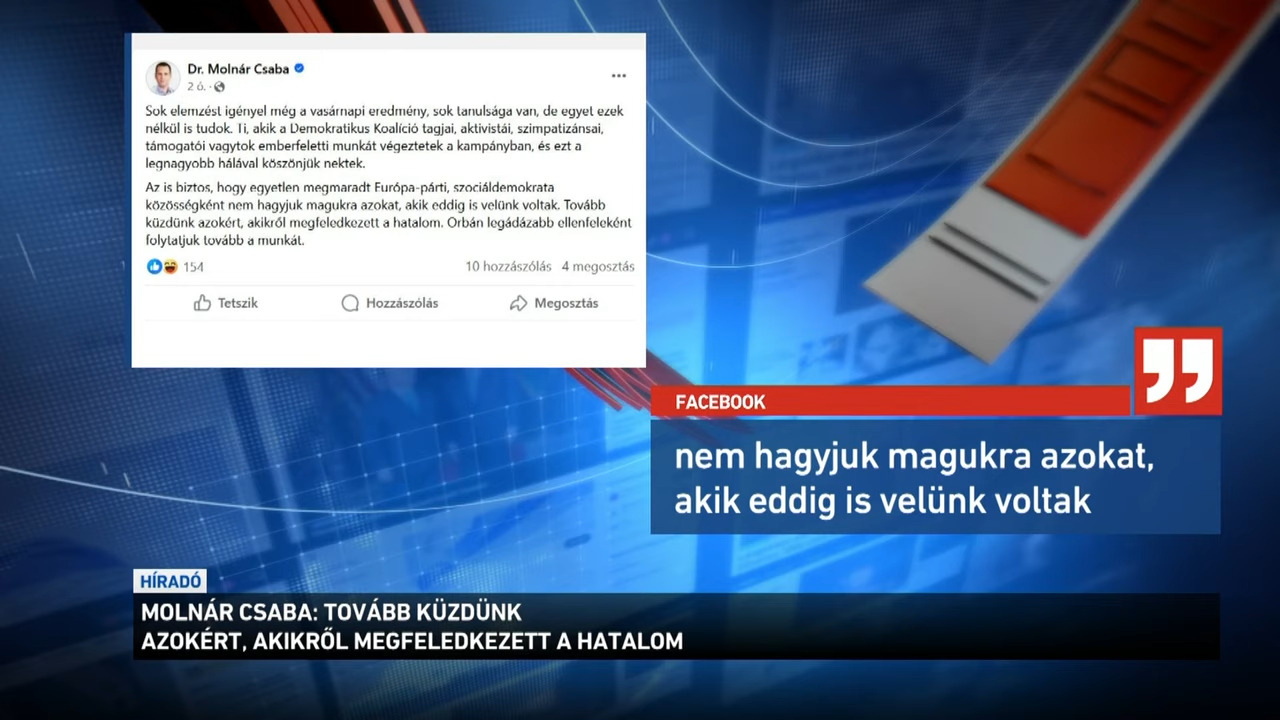 Dr. Molnár Csaba
2 ó. ·
Sok elemzést igényel még a vasárnapi eredmény, sok tanulsága van, de egyet ezek
nélkül is tudok. Ti, akik a Demokratikus Koalíció tagjai, aktivistái, szimpatizánsai,
támogatói vagytok emberfeletti munkát végeztetek a kampányban, és ezt a
legnagyobb hálával köszönjük nektek.
Az is biztos, hogy egyetlen megmaradt Európa-párti, szociáldemokrata
közösségként nem hagyjuk magukra azokat, akik eddig is velünk voltak. Tovább
küzdünk azokért, akikről megfeledkezett a hatalom. Orbán legádázabb ellenfeleként
folytatjuk tovább a munkát.
154
10 hozzászólás 4 megosztás
Tetszik Hozzászólás Megosztás
FACEBOOK
nem hagyjuk magukra azokat,
akik eddig is velünk voltak
HÍRADÓ
MOLNÁR CSABA: TOVÁBB KÜZDÜNK
AZOKÉRT, AKIKRŐL MEGFELEDKEZETT A HATALOM